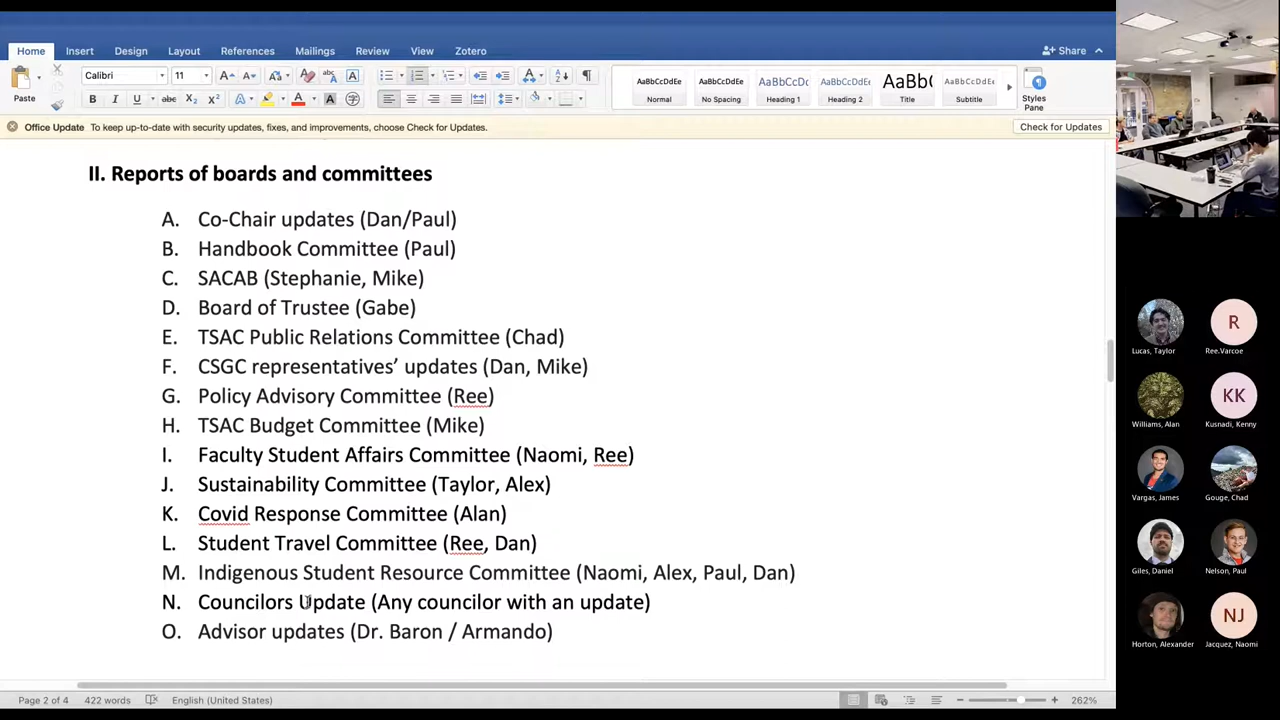 Home Insert Design Layout References Mailings Review View Zotero Share
Paste Calibri 11 AaBbCcDdEe AaBbCcDdEe AaBbCcDc AaBbCcDdEe AaBb( AaBbCcDdEe
B I U abc X₂ X² Normal No Spacing Heading 1 Heading 2 Title Subtitle Styles Pane
Office Update To keep up-to-date with security updates, fixes, and improvements, choose Check for Updates. Check for Updates
II. Reports of boards and committees
A. Co-Chair updates (Dan/Paul)
B. Handbook Committee (Paul)
C. SACAB (Stephanie, Mike)
D. Board of Trustee (Gabe)
E. TSAC Public Relations Committee (Chad)
F. CSGC representatives’ updates (Dan, Mike)
G. Policy Advisory Committee (Ree)
H. TSAC Budget Committee (Mike)
I. Faculty Student Affairs Committee (Naomi, Ree)
J. Sustainability Committee (Taylor, Alex)
K. Covid Response Committee (Alan)
L. Student Travel Committee (Ree, Dan)
M. Indigenous Student Resource Committee (Naomi, Alex, Paul, Dan)
N. Councilors Update (Any councilor with an update)
O. Advisor updates (Dr. Baron / Armando)
Page 2 of 4 422 words English (United States) 262%
R
Lucas, Taylor Ree.Varcoe
KK
Williams, Alan Kusnadi, Kenny
Vargas, James Gouge, Chad
Giles, Daniel Nelson, Paul
NJ
Horton, Alexander Jacquez, Naomi